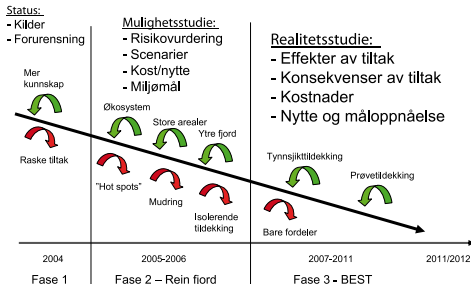 Status:
- Kilder
- Forurensning
Mulighetsstudie:
- Risikovurdering
- Scenarier
- Kost/nytte
- Miljømål
Realitetsstudie:
- Effekter av tiltak
- Konsekvenser av tiltak
- Kostnader
- Nytte og måloppnåelse
Mer
kunnskap
Raske tiltak
Økosystem
Store arealer
Ytre fjord
"Hot spots"
Mudring
Isolerende
tildekking
Tynnsjikttildekking
Prøvetildekking
Bare fordeler
2004
2005-2006
2007-2011
2011/2012
Fase 1
Fase 2 – Rein fjord
Fase 3 - BEST